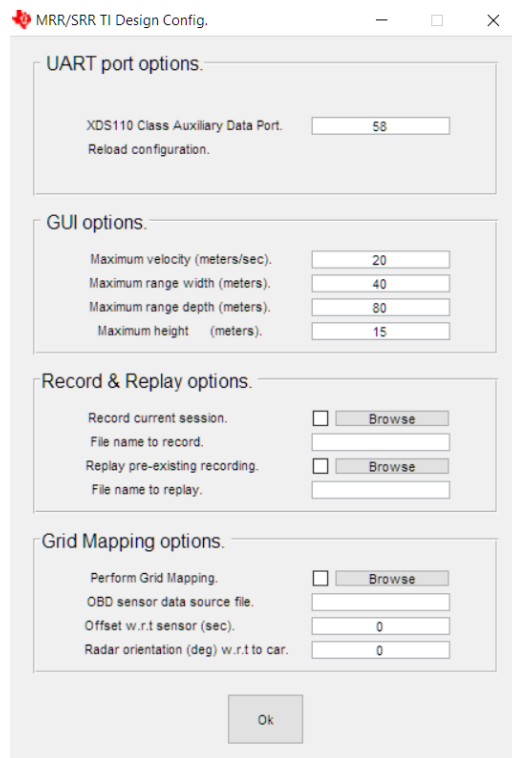 MRR/SRR TI Design Config.
UART port options.
XDS110 Class Auxiliary Data Port. 58
Reload configuration.
GUI options.
Maximum velocity (meters/sec). 20
Maximum range width (meters). 40
Maximum range depth (meters). 80
Maximum height (meters). 15
Record & Replay options.
Record current session. Browse
File name to record.
Replay pre-existing recording. Browse
File name to replay.
Grid Mapping options.
Perform Grid Mapping. Browse
OBD sensor data source file.
Offset w.r.t sensor (sec). 0
Radar orientation (deg) w.r.t to car. 0
Ok